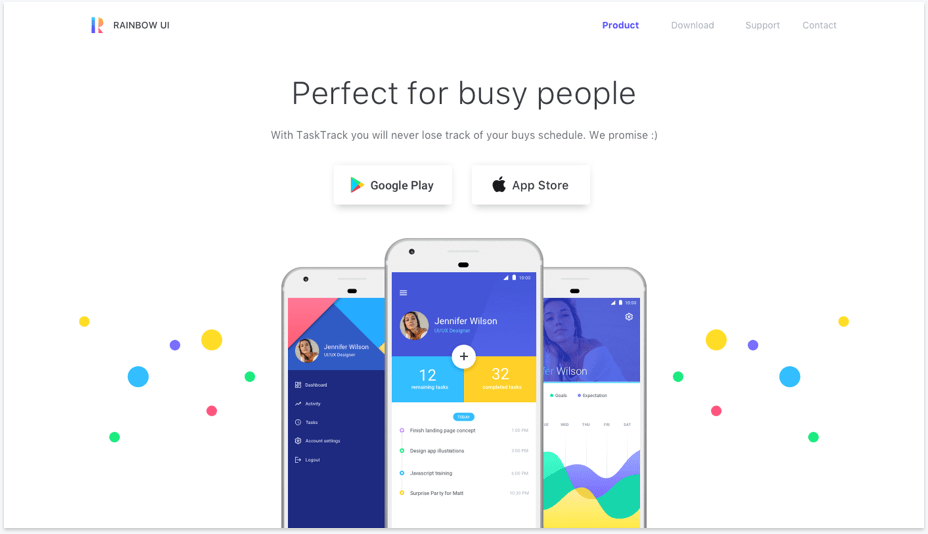 RAINBOW UI
Product Download Support Contact
Perfect for busy people
With TaskTrack you will never lose track of your buys schedule. We promise :)
Google Play
App Store
Jennifer Wilson
UI/UX Designer
Dashboard
Activity
Tasks
Account settings
Logout
10:00
Jennifer Wilson
UI/UX Designer
+
12
remaining tasks
32
completed tasks
TODAY
Finish landing page concept 1:00 PM
Design app illustrations 3:00 PM
Javascript training 6:00 PM
Surprise Party for Matt 10:30 PM
10:00
Wilson
Goals Expectation
WED THU FRI SAT